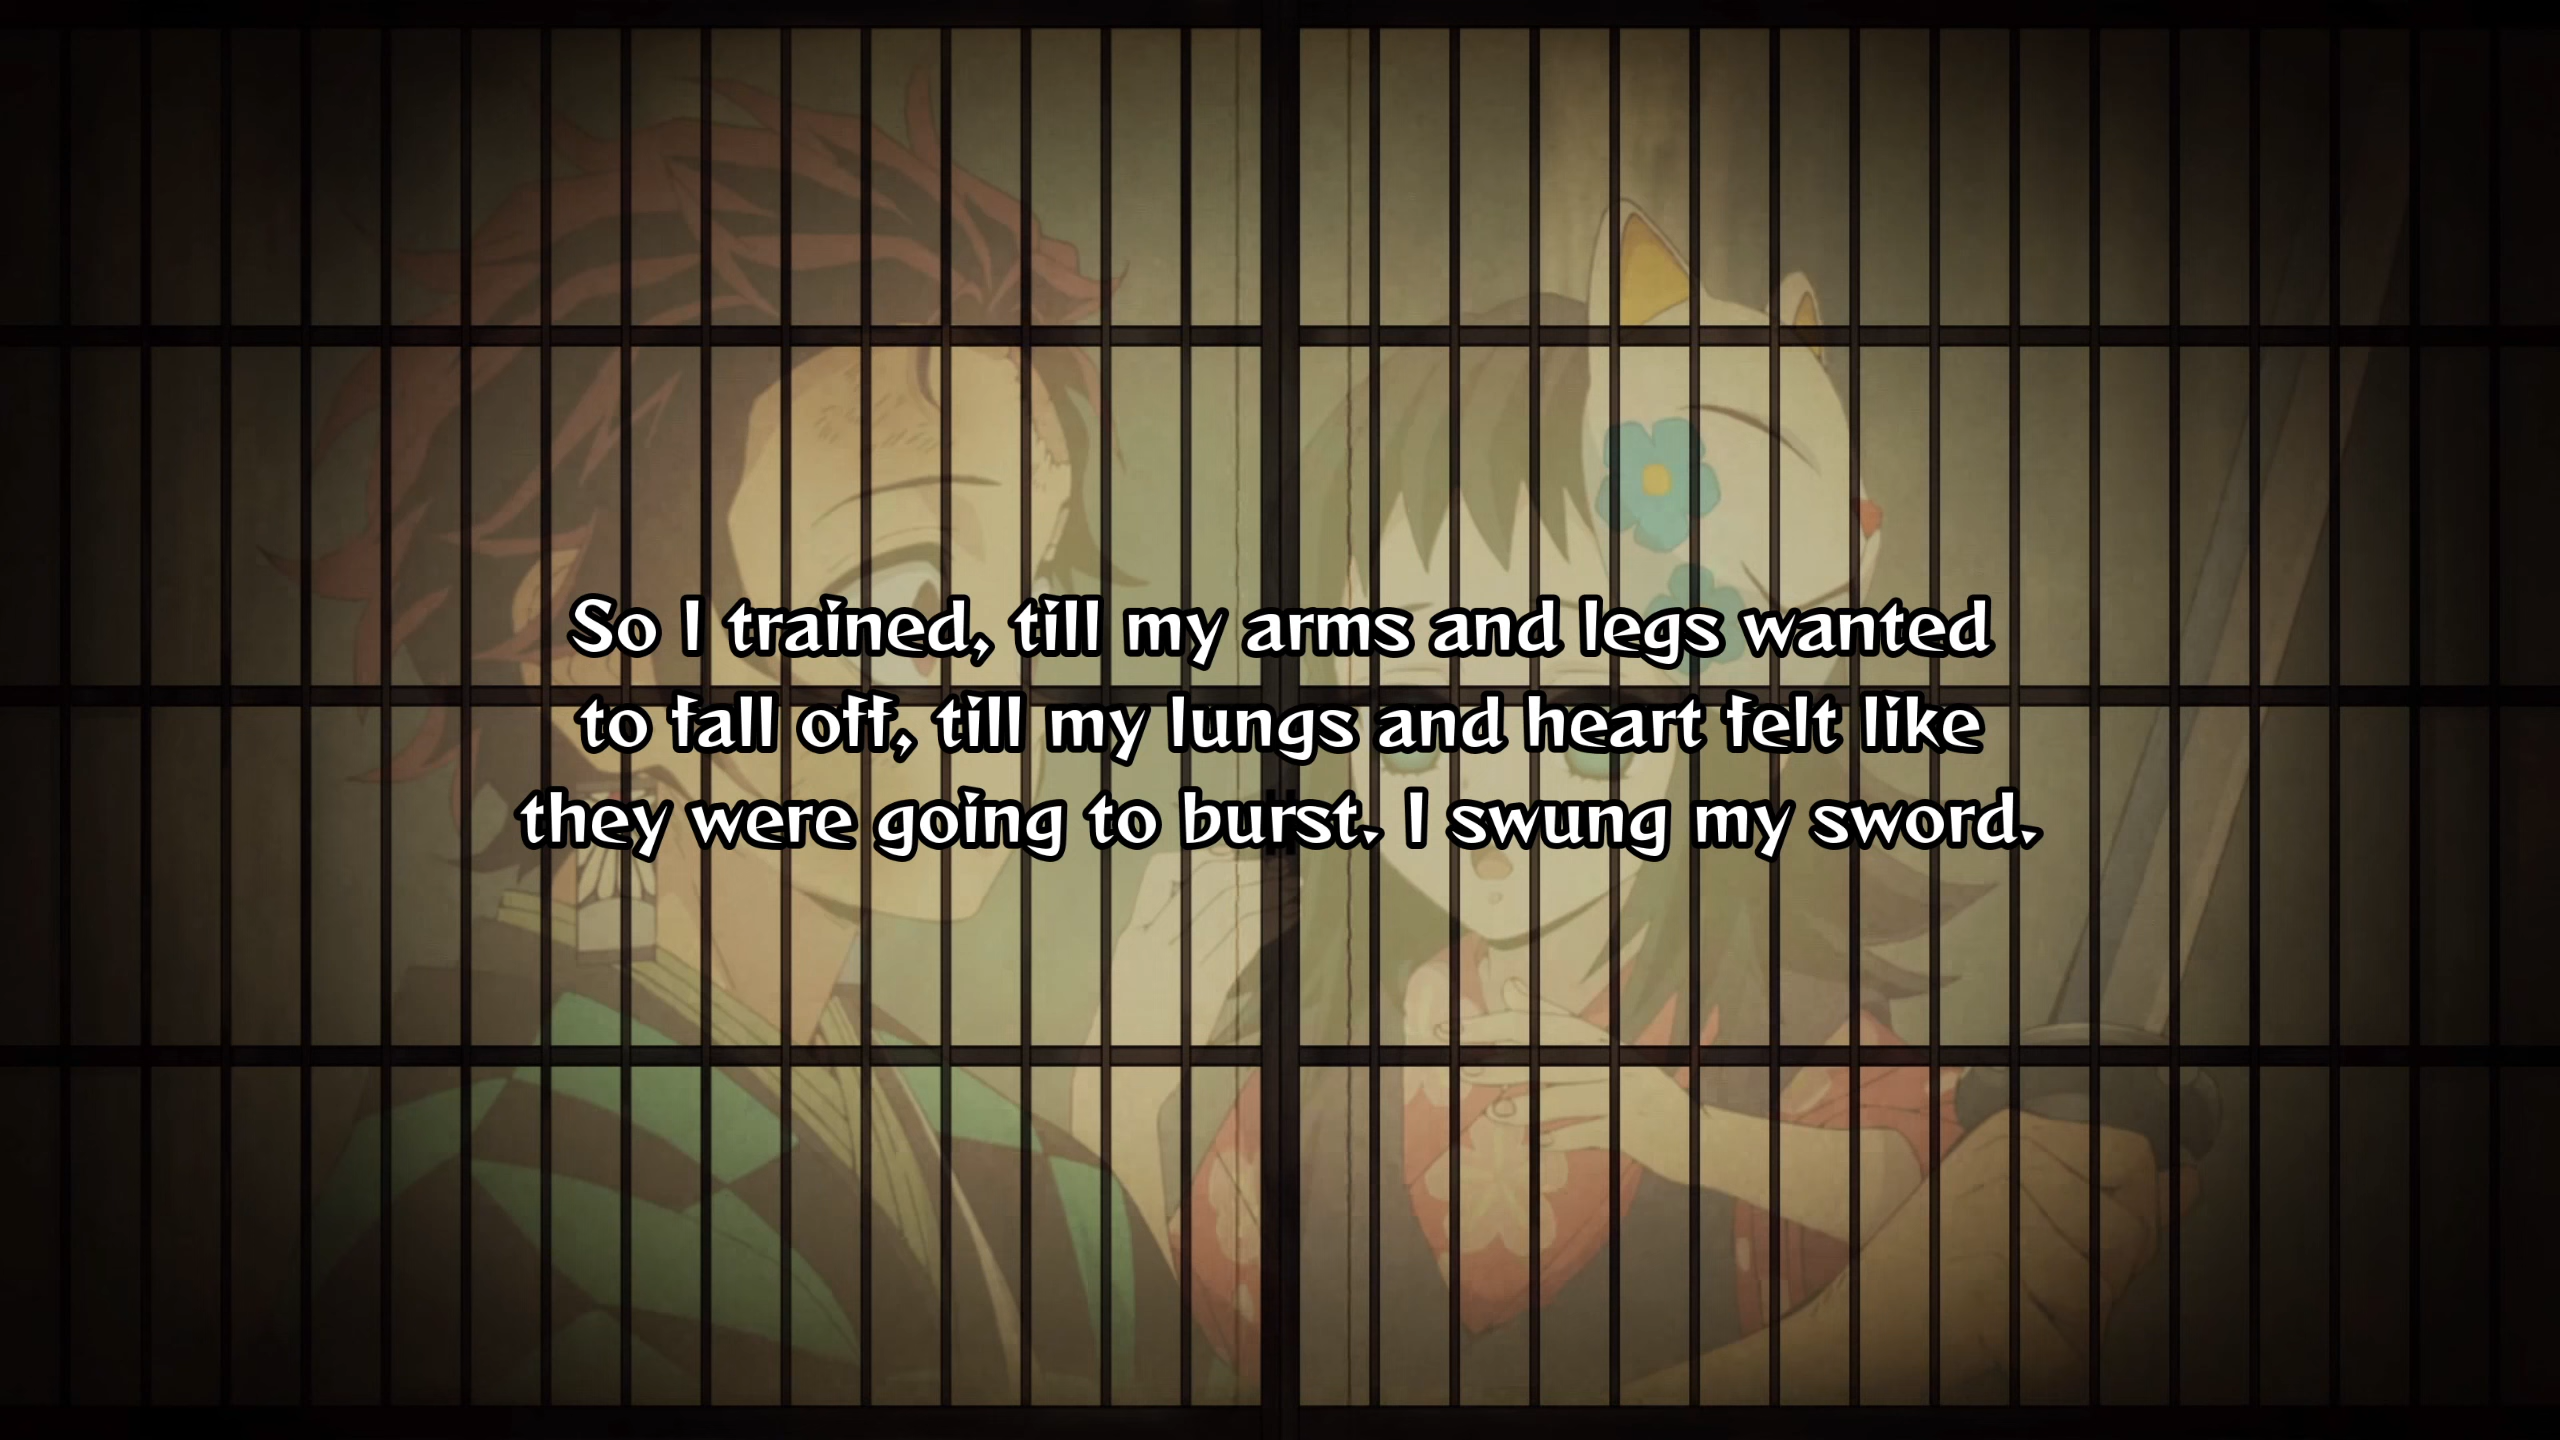 So I trained, till my arms and legs wanted
to fall off, till my lungs and heart felt like
they were going to burst. I swung my sword.